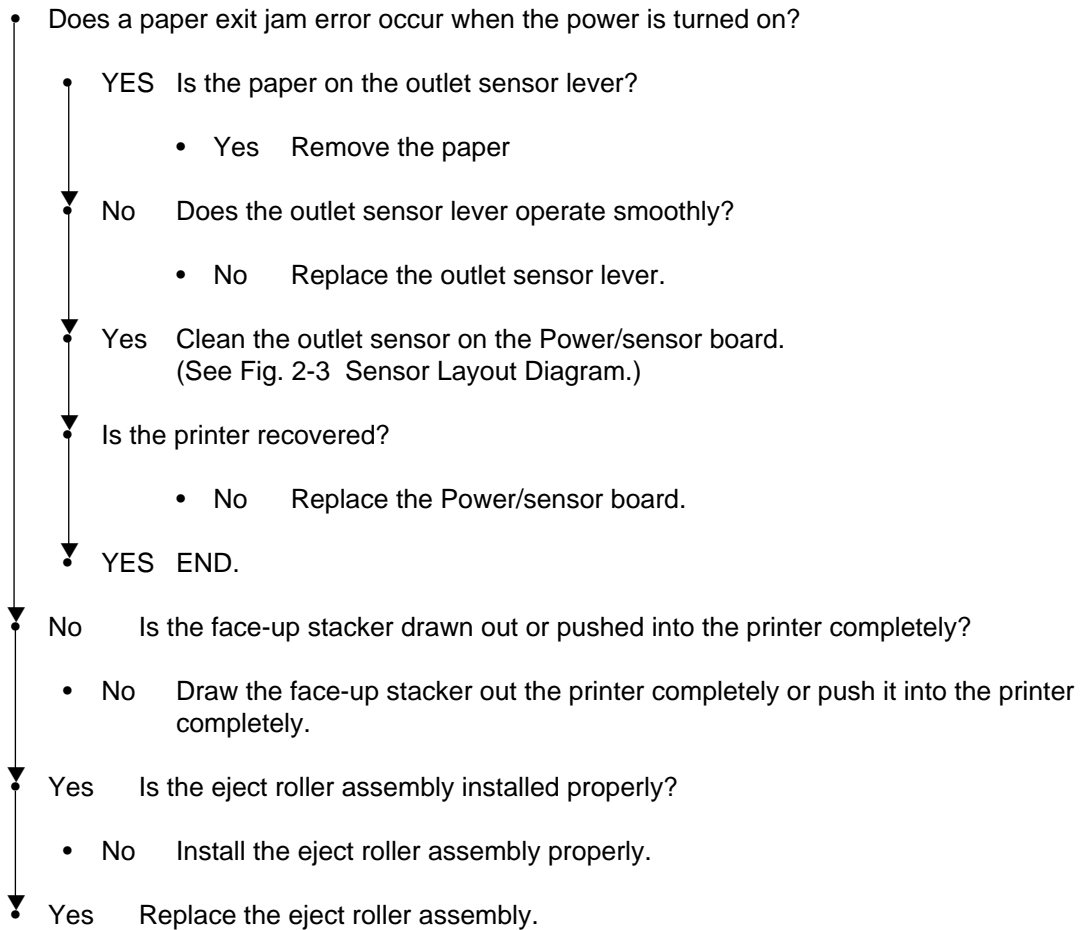 • Does a paper exit jam error occur when the power is turned on?
• YES Is the paper on the outlet sensor lever?
• Yes Remove the paper
• No Does the outlet sensor lever operate smoothly?
• No Replace the outlet sensor lever.
• Yes Clean the outlet sensor on the Power/sensor board.
(See Fig. 2-3 Sensor Layout Diagram.)
• Is the printer recovered?
• No Replace the Power/sensor board.
• YES END.
• No Is the face-up stacker drawn out or pushed into the printer completely?
• No Draw the face-up stacker out the printer completely or push it into the printer
completely.
• Yes Is the eject roller assembly installed properly?
• No Install the eject roller assembly properly.
• Yes Replace the eject roller assembly.